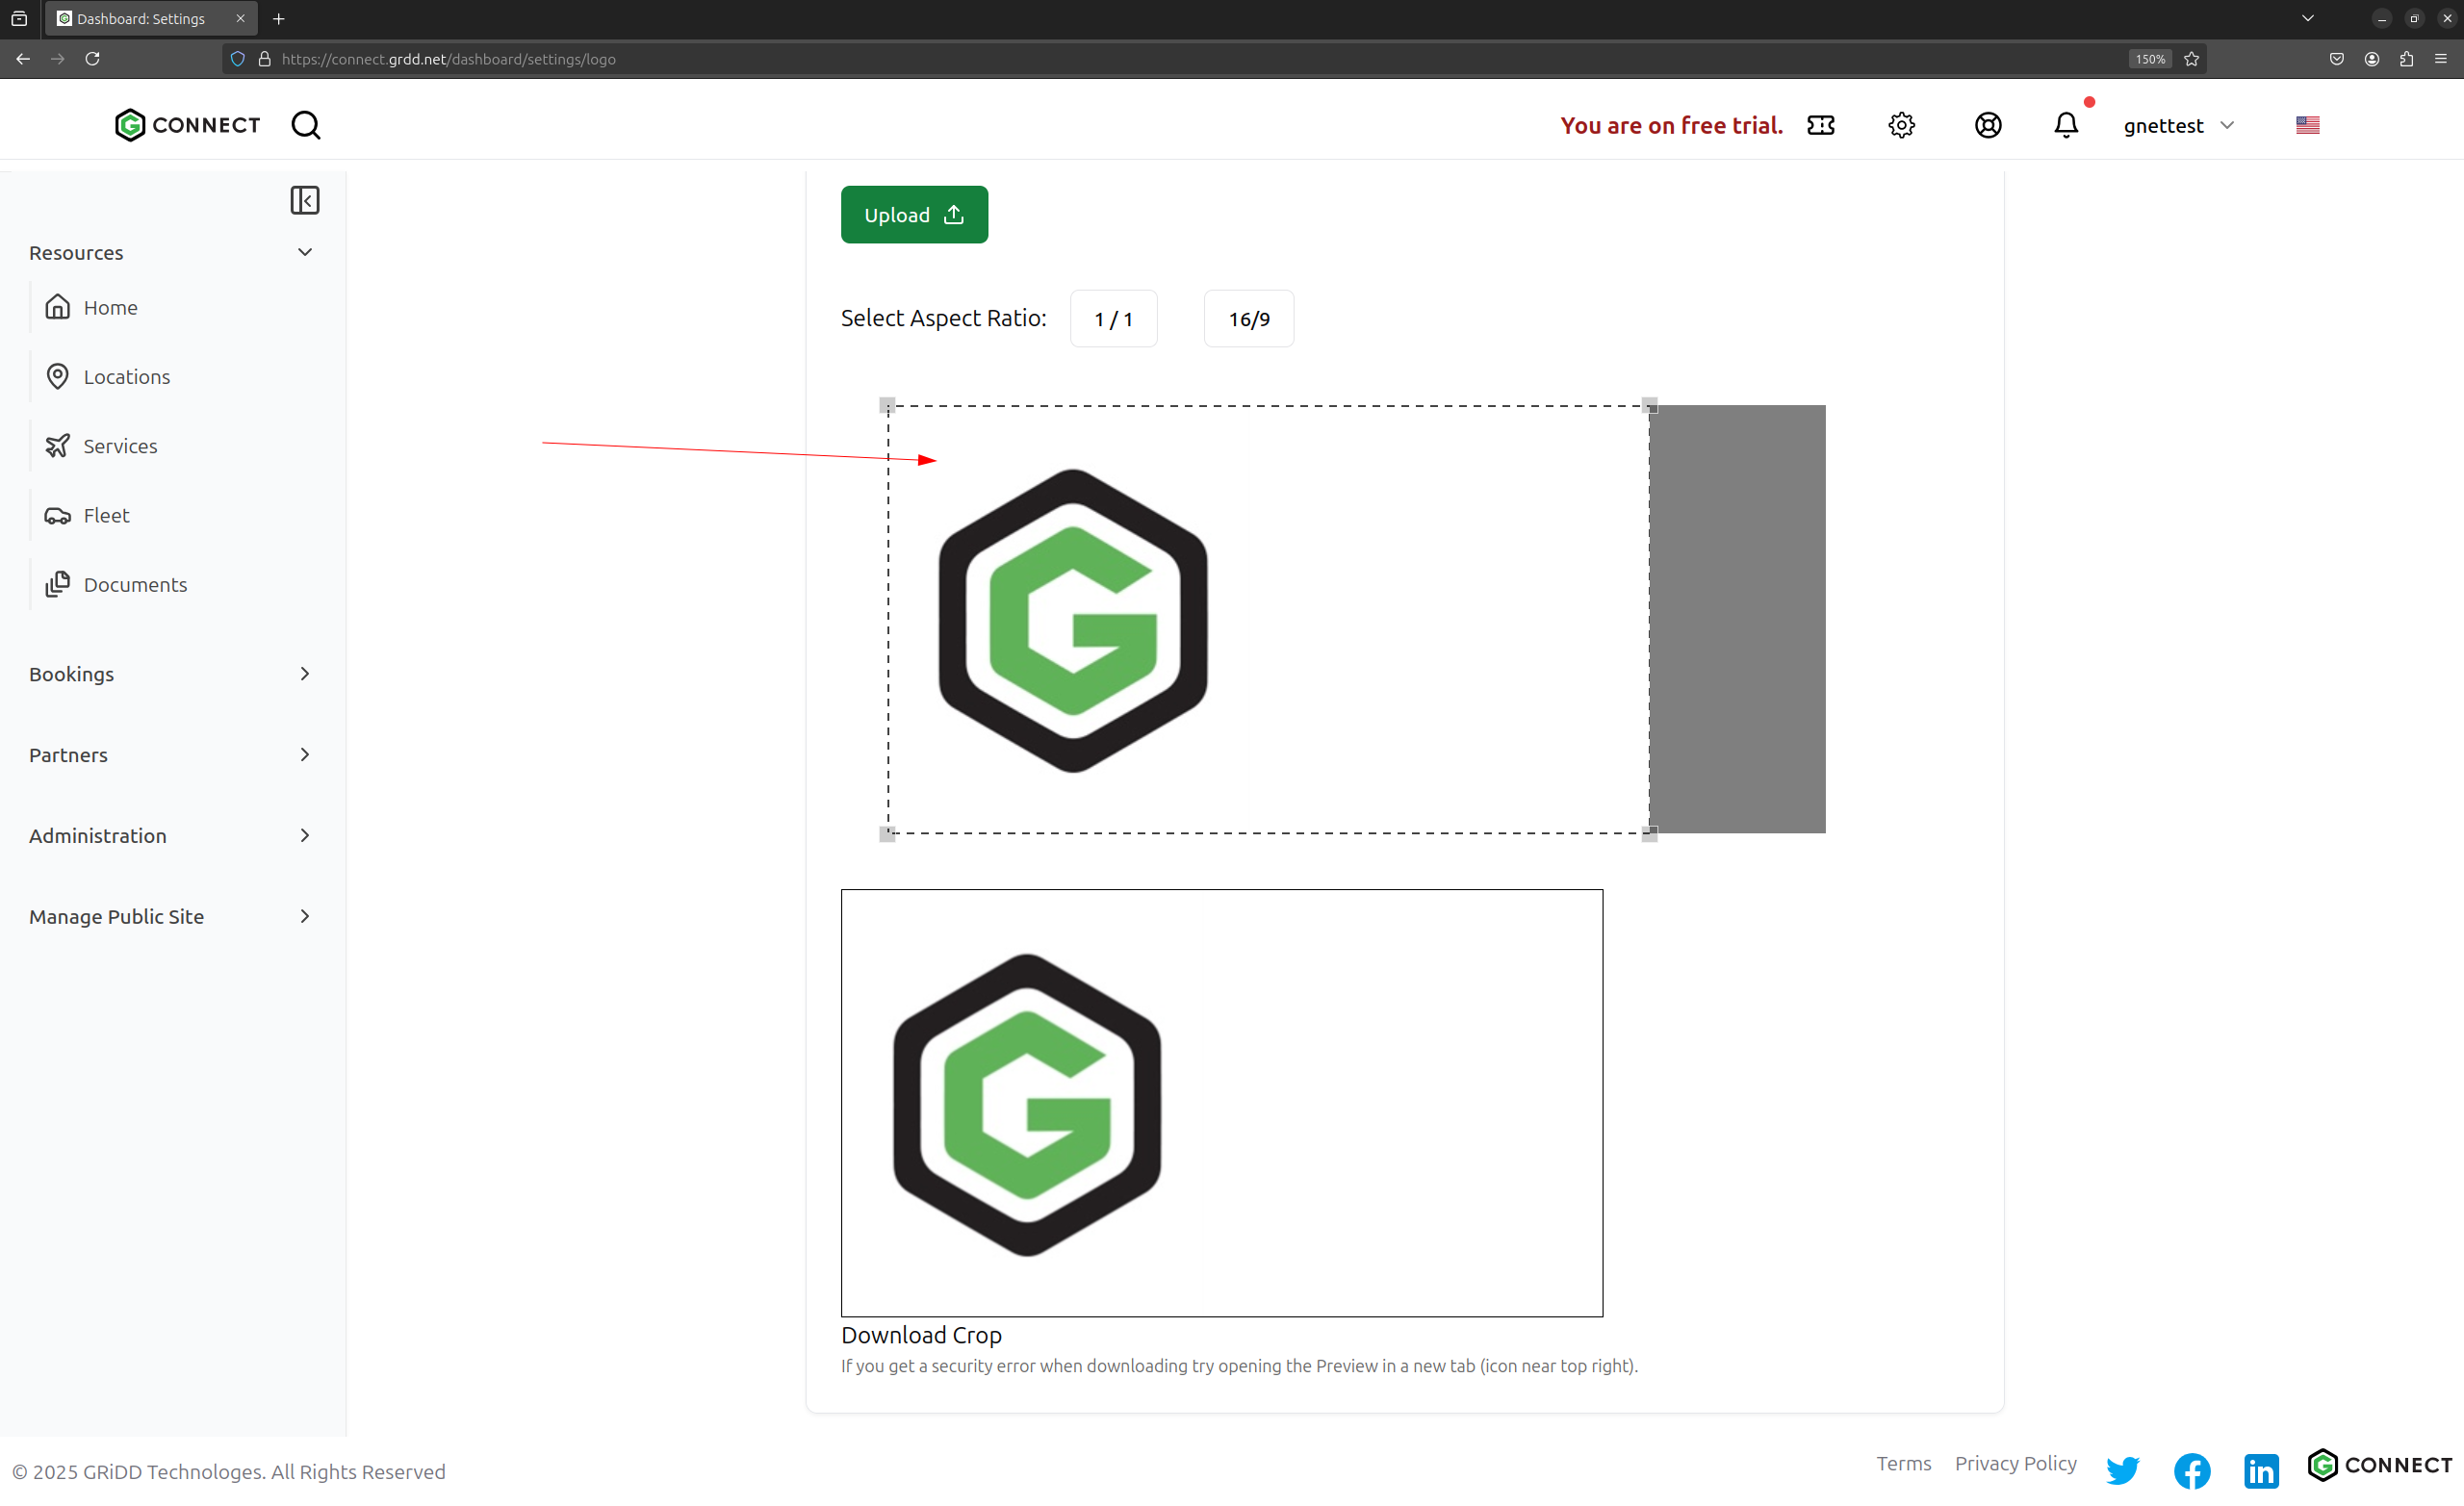 Dashboard: Settings
https://connect.grdd.net/dashboard/settings/logo
150%
G CONNECT
You are on free trial.
gnettest
Resources
Home
Locations
Services
Fleet
Documents
Bookings
Partners
Administration
Manage Public Site
Upload
Select Aspect Ratio:
1 / 1
16/9
G
G
Download Crop
If you get a security error when downloading try opening the Preview in a new tab (icon near top right).
© 2025 GRiDD Technologes. All Rights Reserved
Terms
Privacy Policy
in
G CONNECT